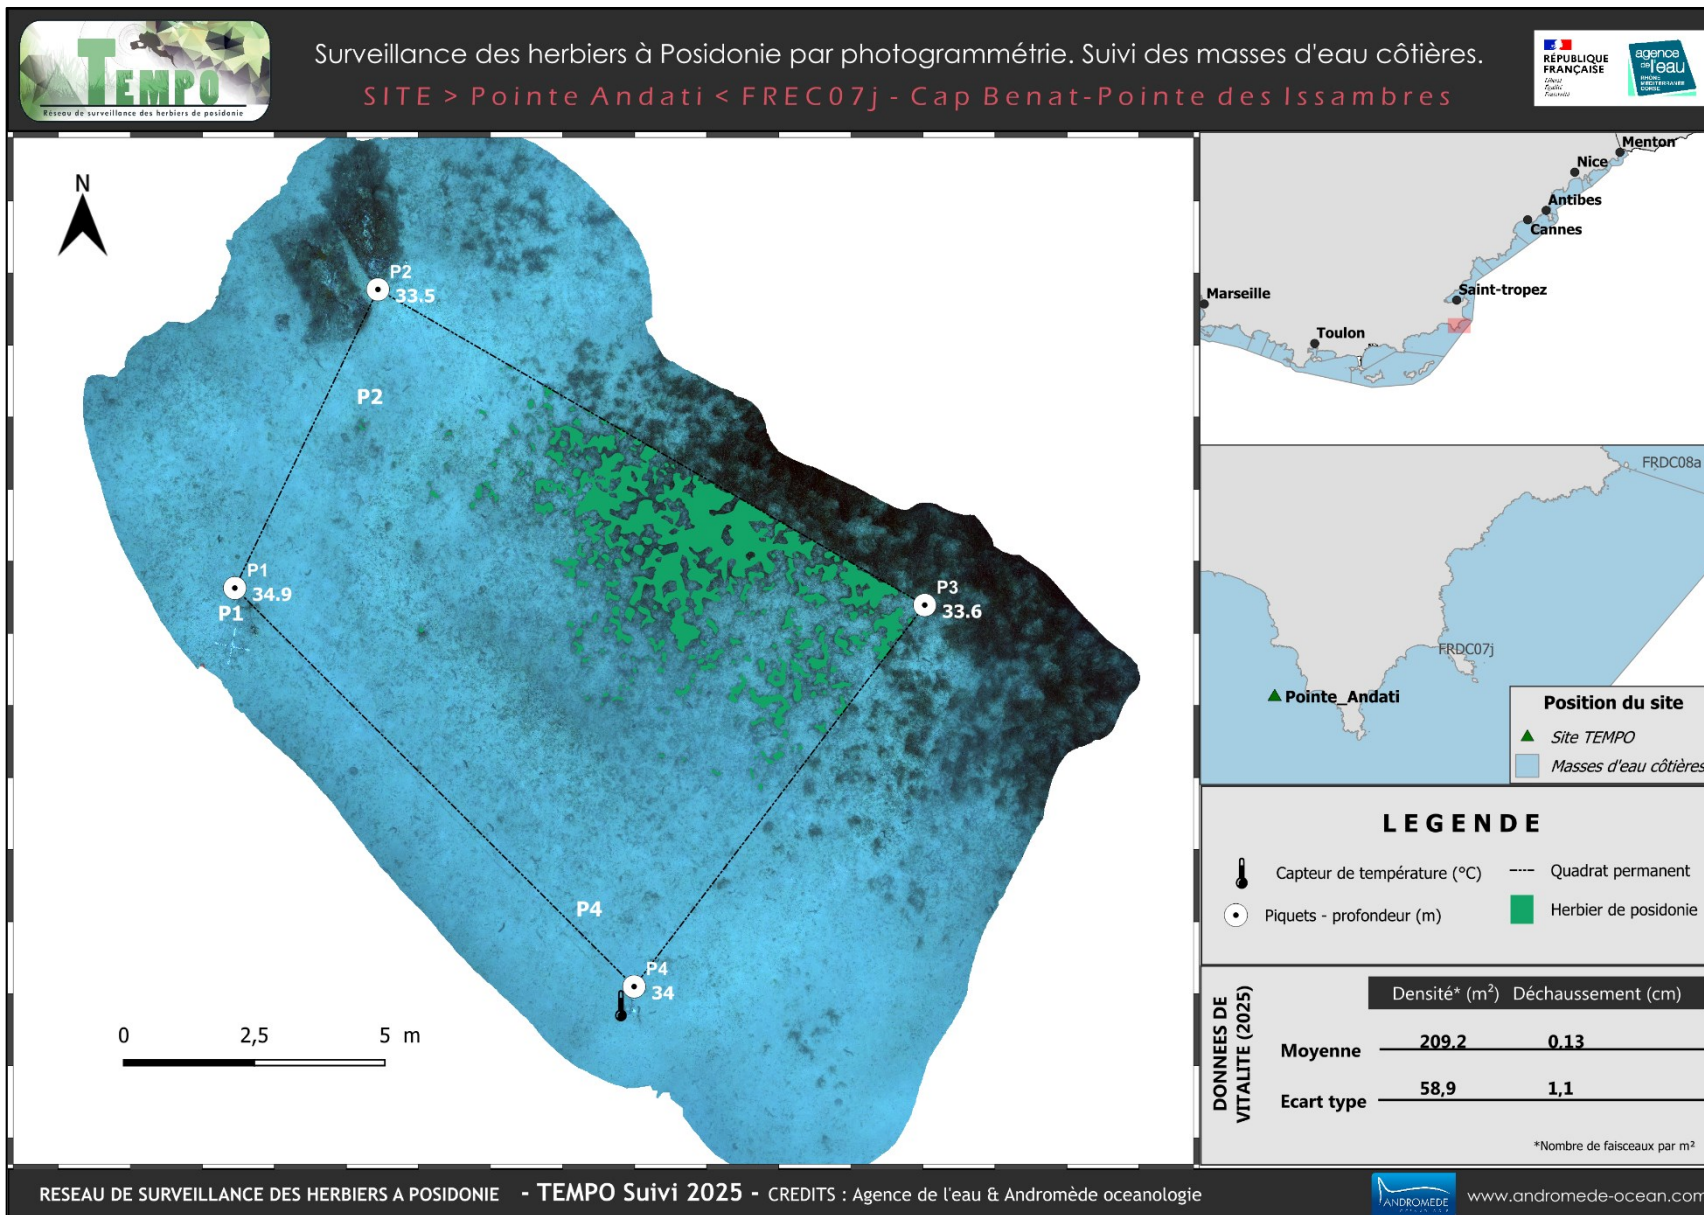 TEMPO
Réseau de surveillance des herbiers de posidonie
Surveillance des herbiers à Posidonie par photogrammétrie. Suivi des masses d'eau côtières.
SITE > Pointe Andati < FREC07j - Cap Benat-Pointe des Issambres
RÉPUBLIQUE
FRANÇAISE
Liberté
Égalité
Fraternité
agence
de l'eau
RHÔNE
MÉDITERRANÉE
CORSE
N
P2
33.5
P2
P1
34.9
P1
P3
33.6
P4
P4
34
0 2,5 5 m
Menton
Nice
Antibes
Cannes
Saint-tropez
Marseille
Toulon
FRDC08a
FRDC07j
Pointe_Andati
Position du site
Site TEMPO
Masses d'eau côtières
LEGENDE
Capteur de température (°C)
Quadrat permanent
Piquets - profondeur (m)
Herbier de posidonie
DONNEES DE
VITALITE (2025)
Densité* (m²) Déchaussement (cm)
Moyenne 209.2 0.13
Ecart type 58,9 1,1
*Nombre de faisceaux par m²
RESEAU DE SURVEILLANCE DES HERBIERS A POSIDONIE - TEMPO Suivi 2025 - CREDITS : Agence de l'eau & Andromède oceanologie
ANDROMEDE
www.andromede-ocean.com